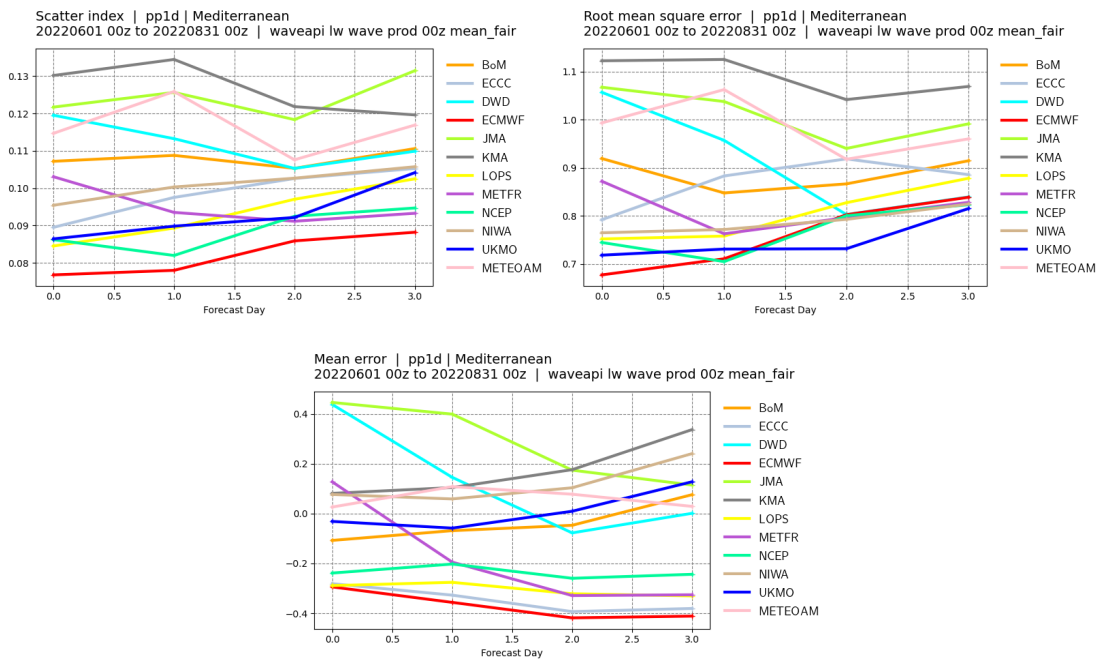 Scatter index | pp1d | Mediterranean
20220601 00z to 20220831 00z | waveapi lw wave prod 00z mean_fair
0.13
0.12
0.11
0.10
0.09
0.08
0.0 0.5 1.0 1.5 2.0 2.5 3.0
Forecast Day
BoM
ECCC
DWD
ECMWF
JMA
KMA
LOPS
METFR
NCEP
NIWA
UKMO
METEOAM
Root mean square error | pp1d | Mediterranean
20220601 00z to 20220831 00z | waveapi lw wave prod 00z mean_fair
1.1
1.0
0.9
0.8
0.7
0.0 0.5 1.0 1.5 2.0 2.5 3.0
Forecast Day
BoM
ECCC
DWD
ECMWF
JMA
KMA
LOPS
METFR
NCEP
NIWA
UKMO
METEOAM
Mean error | pp1d | Mediterranean
20220601 00z to 20220831 00z | waveapi lw wave prod 00z mean_fair
0.4
0.2
0.0
−0.2
−0.4
0.0 0.5 1.0 1.5 2.0 2.5 3.0
Forecast Day
BoM
ECCC
DWD
ECMWF
JMA
KMA
LOPS
METFR
NCEP
NIWA
UKMO
METEOAM